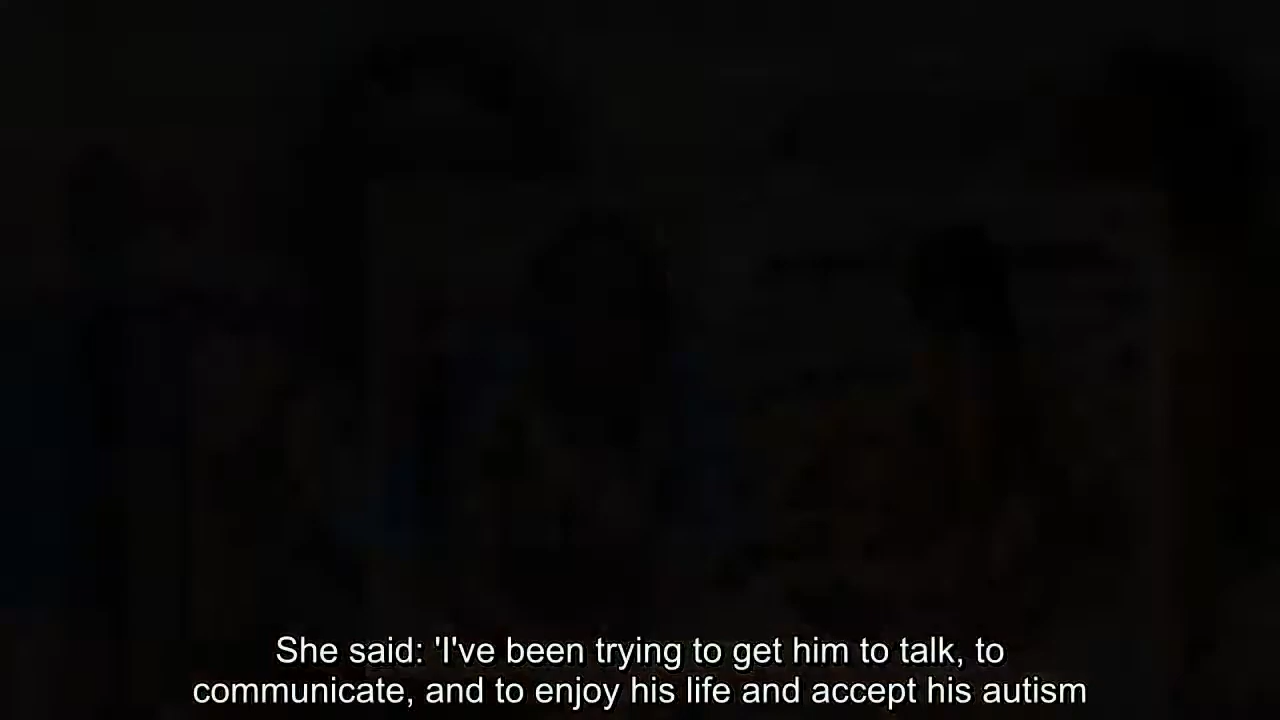 She said: 'I've been trying to get him to talk, to
communicate, and to enjoy his life and accept his autism